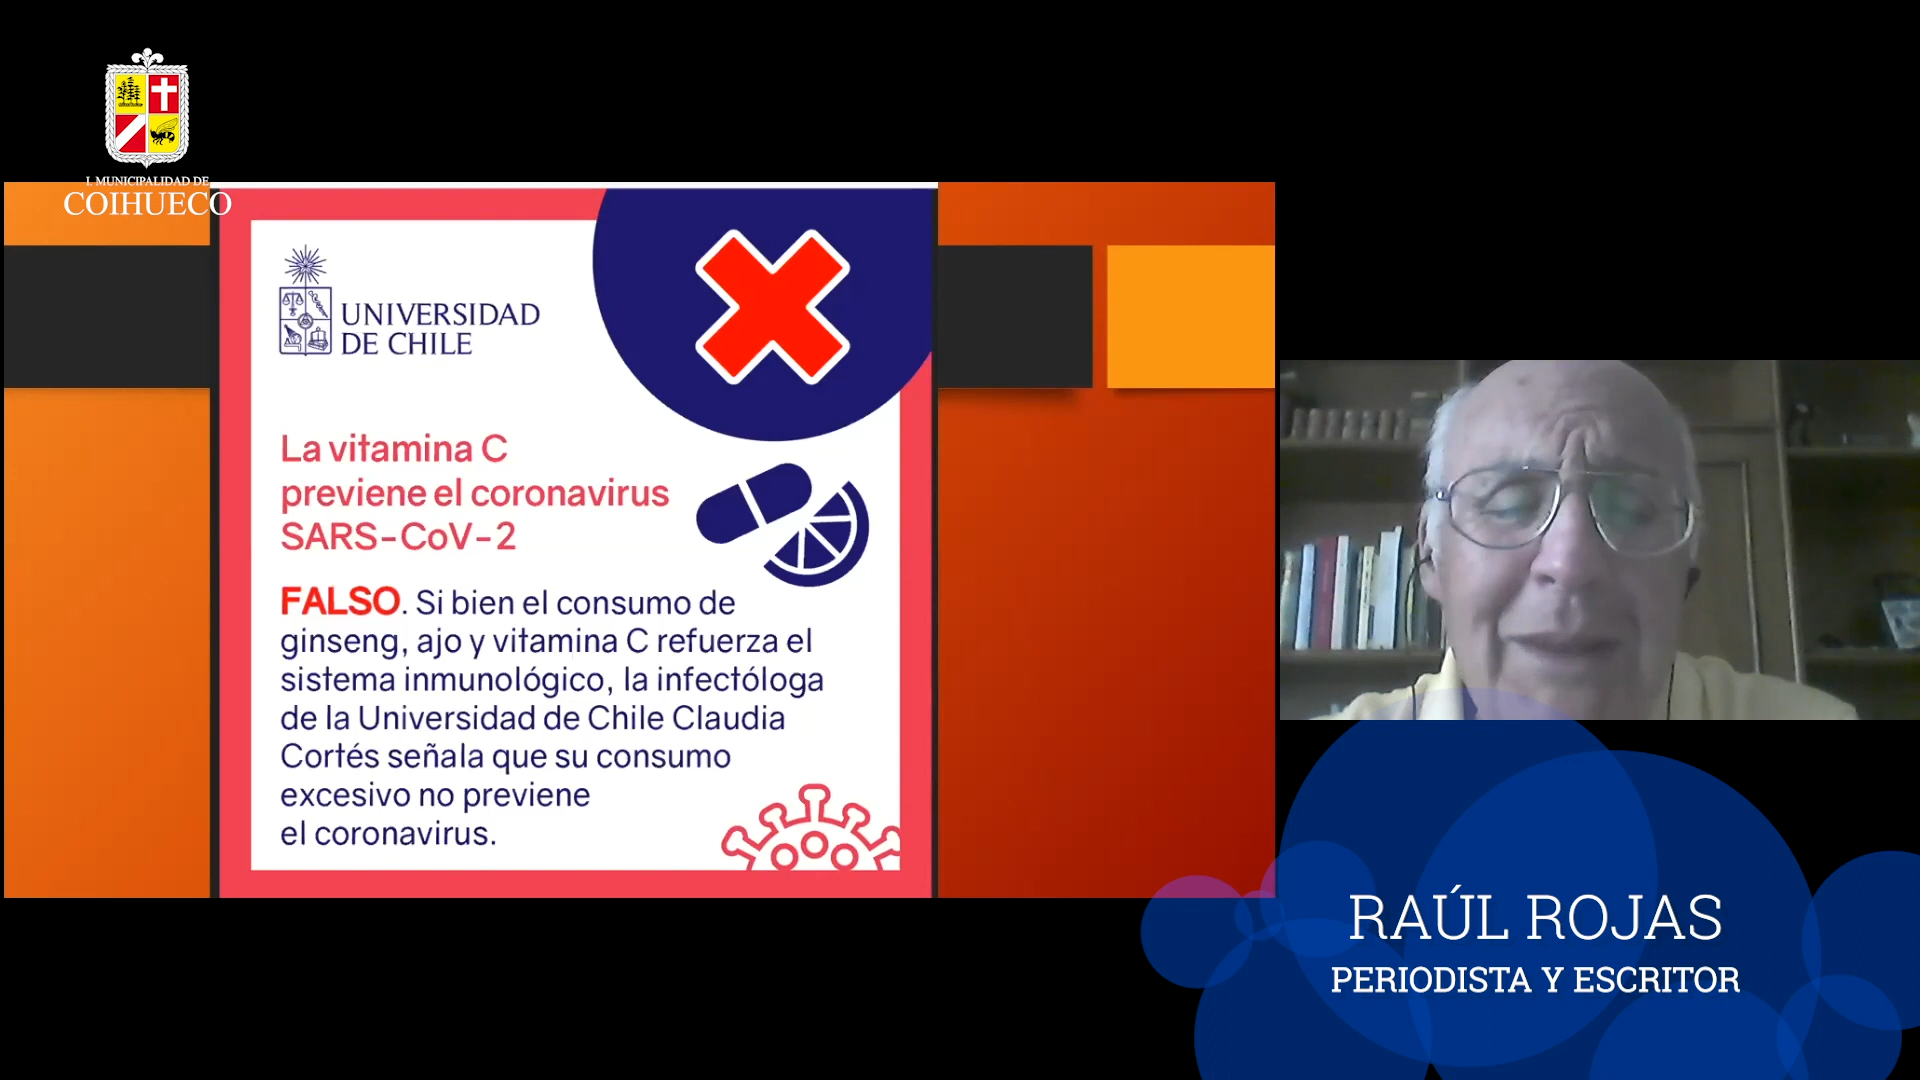 I. MUNICIPALIDAD DE
COIHUECO
UNIVERSIDAD
DE CHILE
La vitamina C
previene el coronavirus
SARS-CoV-2
FALSO. Si bien el consumo de
ginseng, ajo y vitamina C refuerza el
sistema inmunológico, la infectóloga
de la Universidad de Chile Claudia
Cortés señala que su consumo
excesivo no previene
el coronavirus.
RAÚL ROJAS
PERIODISTA Y ESCRITOR